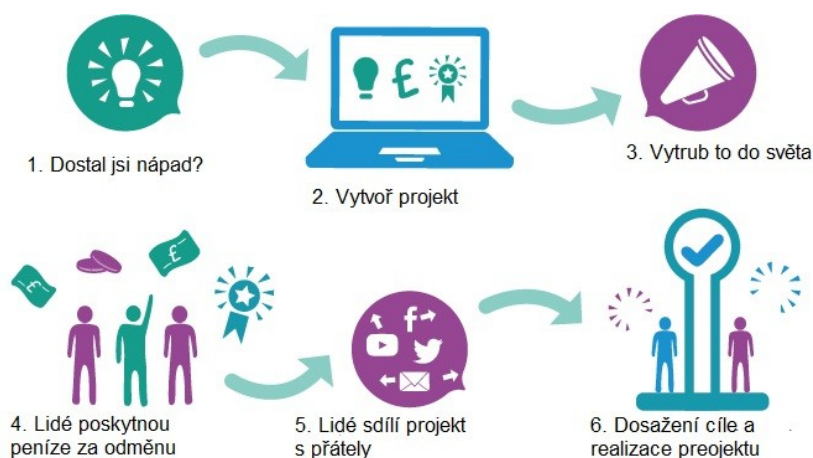 £
1. Dostal jsi nápad?
2. Vytvoř projekt
3. Vytrub to do světa
£
£
4. Lidé poskytnou
peníze za odměnu
5. Lidé sdílí projekt
s přátely
6. Dosažení cíle a
realizace preojektu